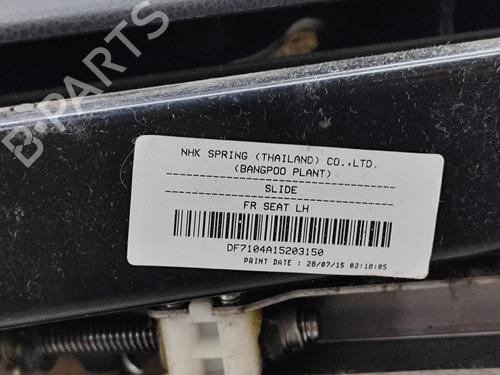 NHK SPRING (THAILAND) CO.,LTD.
(BANGPOO PLANT)
SLIDE
FR SEAT LH
DF7104A15203150
PRINT DATE : 28/07/15 02:18:05
B-PARTS